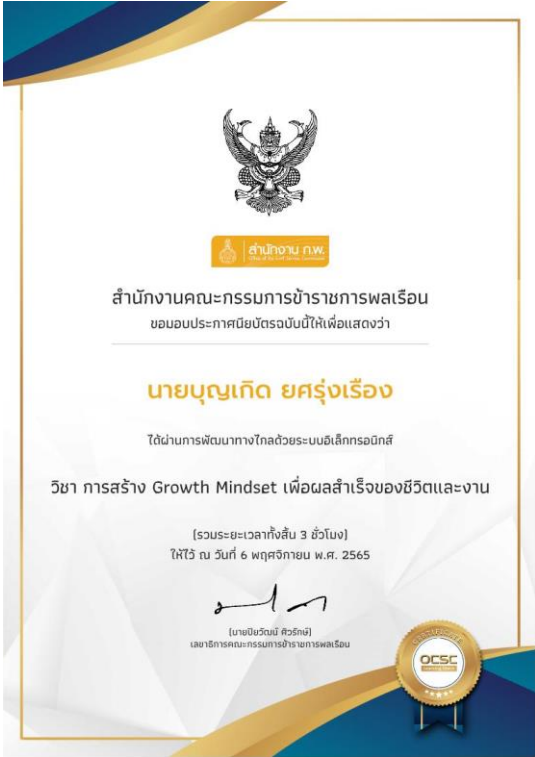 สำนักงาน ก.พ.
Office of the Civil Service Commission
สำนักงานคณะกรรมการข้าราชการพลเรือน
ขอมอบประกาศนียบัตรฉบับนี้ให้เพื่อแสดงว่า
นายบุญเกิด ยศรุ่งเรือง
ได้ผ่านการพัฒนาทางไกลด้วยระบบอิเล็กทรอนิกส์
วิชา การสร้าง Growth Mindset เพื่อผลสำเร็จของชีวิตและงาน
(รวมระยะเวลาทั้งสิ้น 3 ชั่วโมง)
ให้ไว้ ณ วันที่ 6 พฤศจิกายน พ.ศ. 2565
(นายปิยวัฒน์ ศิวรักษ์)
เลขาธิการคณะกรรมการข้าราชการพลเรือน
OCSC